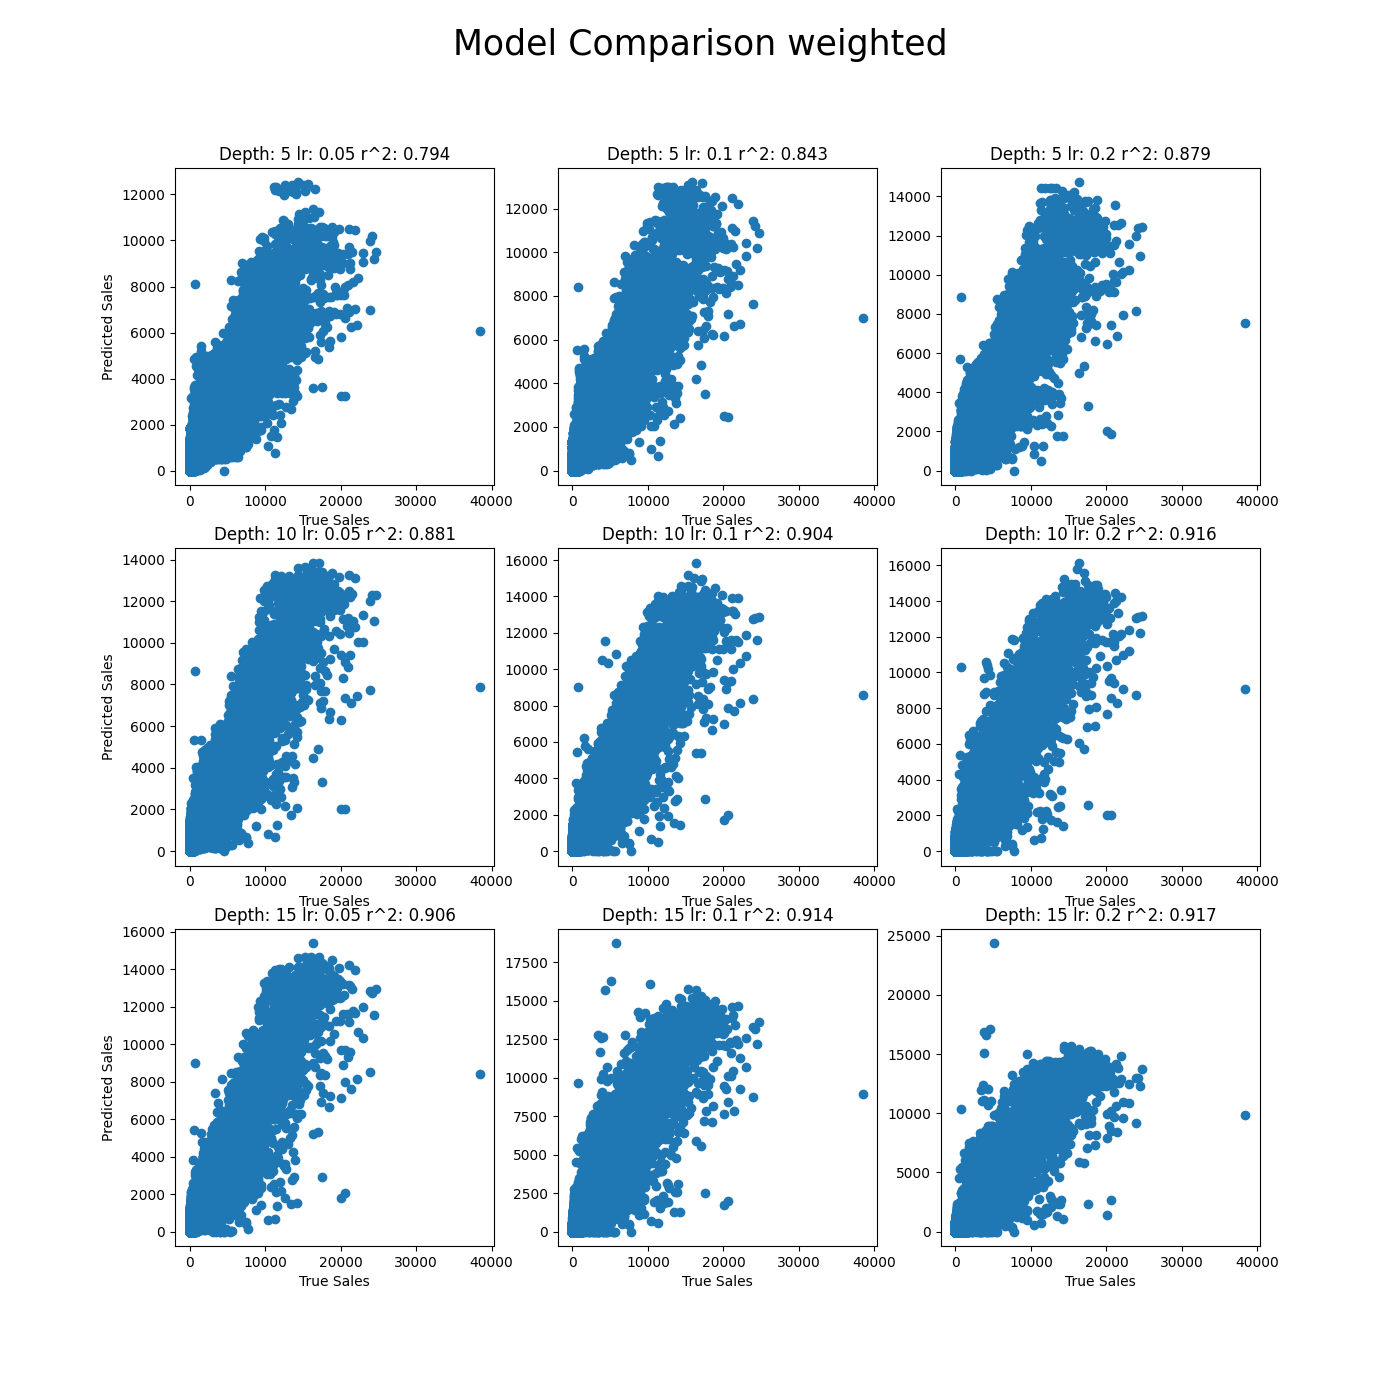 Model Comparison weighted
Depth: 5 lr: 0.05 r^2: 0.794
Depth: 5 lr: 0.1 r^2: 0.843
Depth: 5 lr: 0.2 r^2: 0.879
Predicted Sales
12000
10000
8000
6000
4000
2000
0
12000
10000
8000
6000
4000
2000
0
14000
12000
10000
8000
6000
4000
2000
0
0 10000 20000 30000 40000
0 10000 20000 30000 40000
0 10000 20000 30000 40000
True Sales
True Sales
True Sales
Depth: 10 lr: 0.05 r^2: 0.881
Depth: 10 lr: 0.1 r^2: 0.904
Depth: 10 lr: 0.2 r^2: 0.916
Predicted Sales
14000
12000
10000
8000
6000
4000
2000
0
16000
14000
12000
10000
8000
6000
4000
2000
0
16000
14000
12000
10000
8000
6000
4000
2000
0
0 10000 20000 30000 40000
0 10000 20000 30000 40000
0 10000 20000 30000 40000
True Sales
True Sales
True Sales
Depth: 15 lr: 0.05 r^2: 0.906
Depth: 15 lr: 0.1 r^2: 0.914
Depth: 15 lr: 0.2 r^2: 0.917
Predicted Sales
16000
14000
12000
10000
8000
6000
4000
2000
0
17500
15000
12500
10000
7500
5000
2500
0
25000
20000
15000
10000
5000
0
0 10000 20000 30000 40000
0 10000 20000 30000 40000
0 10000 20000 30000 40000
True Sales
True Sales
True Sales